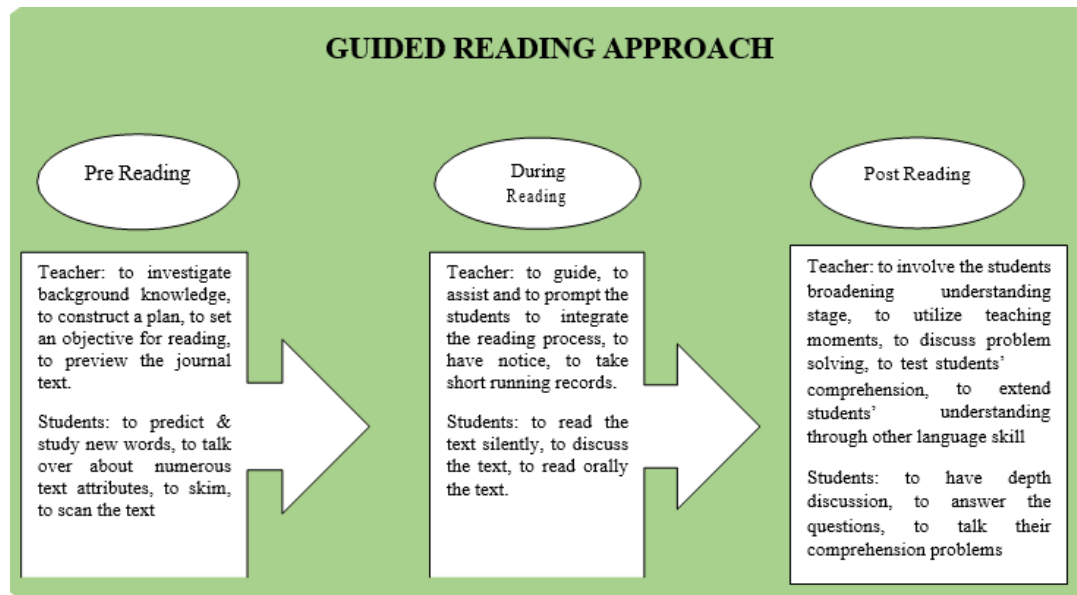 GUIDED READING APPROACH
Pre Reading
Teacher: to investigate
background knowledge,
to construct a plan, to set
an objective for reading,
to preview the journal
text.
Students: to predict &
study new words, to talk
over about numerous
text attributes, to skim,
to scan the text
During
Reading
Teacher: to guide, to
assist and to prompt the
students to integrate
the reading process, to
have notice, to take
short running records.
Students: to read the
text silently, to discuss
the text, to read orally
the text.
Post Reading
Teacher: to involve the students
broadening understanding
stage, to utilize teaching
moments, to discuss problem
solving, to test students’
comprehension, to extend
students’ understanding
through other language skill
Students: to have depth
discussion, to answer the
questions, to talk their
comprehension problems